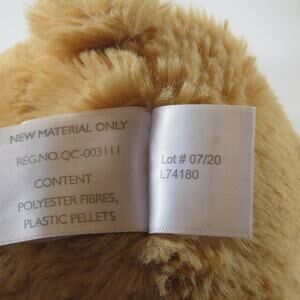 NEW MATERIAL ONLY
REG.NO. QC-003111
CONTENT
POLYESTER FIBRES,
PLASTIC PELLETS
Lot # 07/20
L74180